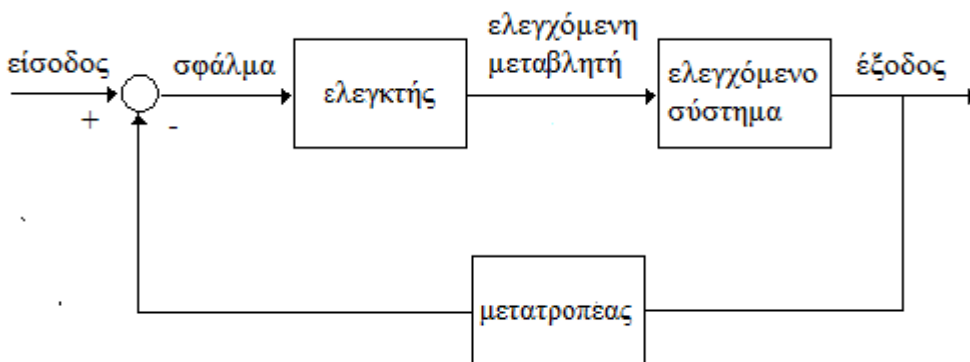 είσοδος
+
-
σφάλμα
ελεγκτής
ελεγχόμενη
μεταβλητή
ελεγχόμενο
σύστημα
έξοδος
μετατροπέας